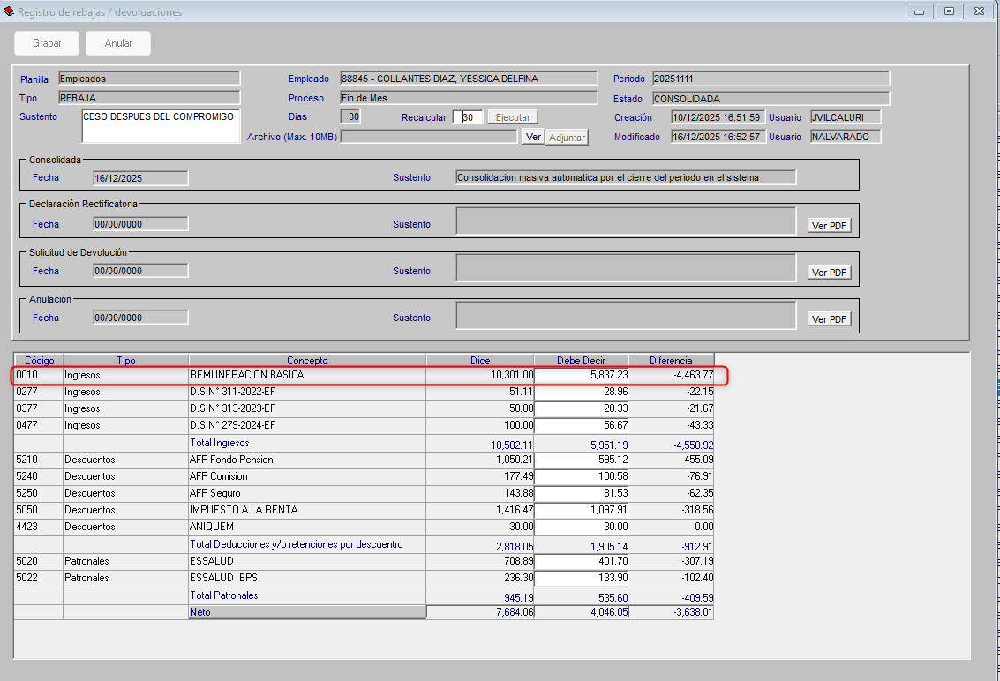 Registro de rebajas / devoluaciones
Grabar Anular
Planilla Empleados Empleado 88845 - COLLANTES DIAZ, YESSICA DELFINA Periodo 20251111
Tipo REBAJA Proceso Fin de Mes Estado CONSOLIDADA
Sustento CESO DESPUES DEL COMPROMISO Dias 30 Recalcular 30 Ejecutar Creación 10/12/2025 16:51:59 Usuario JVILCALURI
Archivo (Max. 10MB) Ver Adjuntar Modificado 16/12/2025 16:52:57 Usuario NALVARADO
Consolidada
Fecha 16/12/2025 Sustento Consolidacion masiva automatica por el cierre del periodo en el sistema
Declaración Rectificatoria
Fecha 00/00/0000 Sustento Ver PDF
Solicitud de Devolución
Fecha 00/00/0000 Sustento Ver PDF
Anulación
Fecha 00/00/0000 Sustento Ver PDF
Código Tipo Concepto Dice Debe Decir Diferencia
0010 Ingresos REMUNERACION BASICA 10,301.00 5,837.23 -4,463.77
0277 Ingresos D.S.N° 311-2022-EF 51.11 28.96 -22.15
0377 Ingresos D.S.N° 313-2023-EF 50.00 28.33 -21.67
0477 Ingresos D.S.N° 279-2024-EF 100.00 56.67 -43.33
Total Ingresos 10,502.11 5,951.19 -4,550.92
5210 Descuentos AFP Fondo Pension 1,050.21 595.12 -455.09
5240 Descuentos AFP Comision 177.49 100.58 -76.91
5250 Descuentos AFP Seguro 143.88 81.53 -62.35
5050 Descuentos IMPUESTO A LA RENTA 1,416.47 1,097.91 -318.56
4423 Descuentos ANIQUEM 30.00 30.00 0.00
Total Deducciones y/o retenciones por descuentro 2,818.05 1,905.14 -912.91
5020 Patronales ESSALUD 708.89 401.70 -307.19
5022 Patronales ESSALUD EPS 236.30 133.90 -102.40
Total Patronales 945.19 535.60 -409.59
Neto 7,684.06 4,046.05 -3,638.01